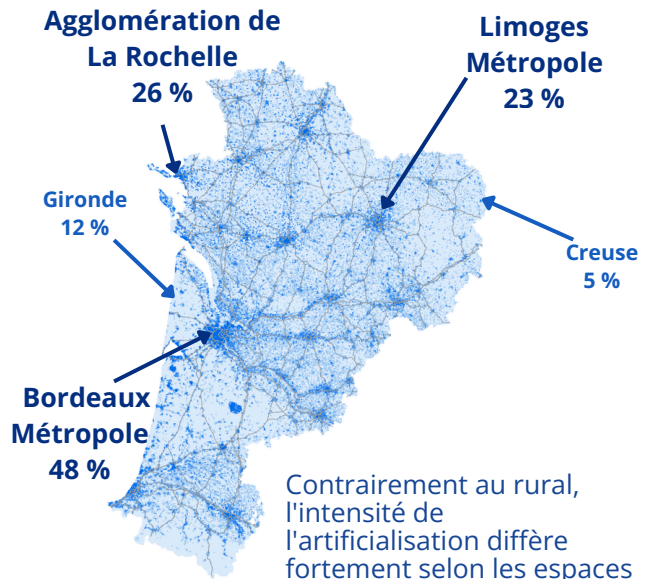 Agglomération de
La Rochelle
26 %
Limoges
Métropole
23 %
Gironde
12 %
Creuse
5 %
Bordeaux
Métropole
48 %
Contrairement au rural,
l'intensité de
l'artificialisation diffère
fortement selon les espaces